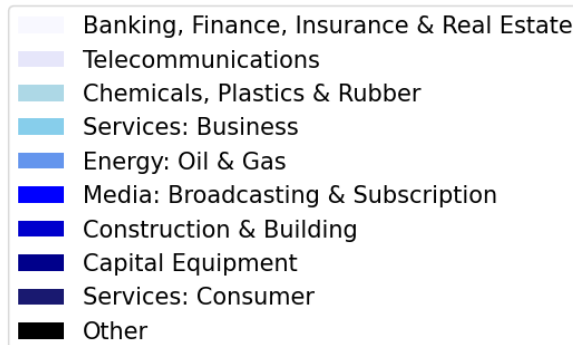 Banking, Finance, Insurance & Real Estate
Telecommunications
Chemicals, Plastics & Rubber
Services: Business
Energy: Oil & Gas
Media: Broadcasting & Subscription
Construction & Building
Capital Equipment
Services: Consumer
Other